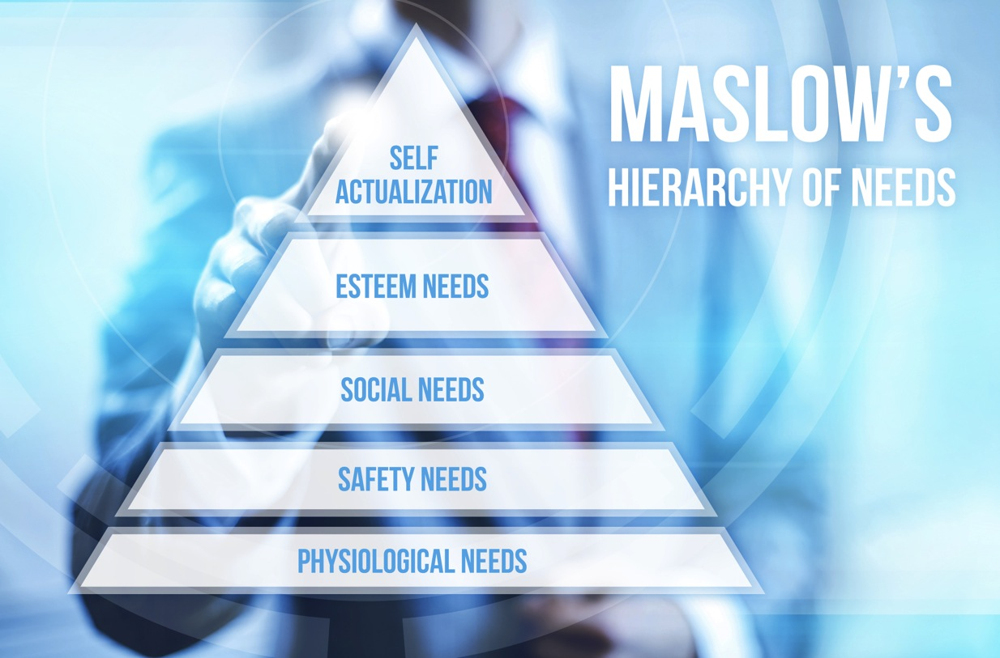 MASLOW'S
HIERARCHY OF NEEDS
SELF
ACTUALIZATION
ESTEEM NEEDS
SOCIAL NEEDS
SAFETY NEEDS
PHYSIOLOGICAL NEEDS